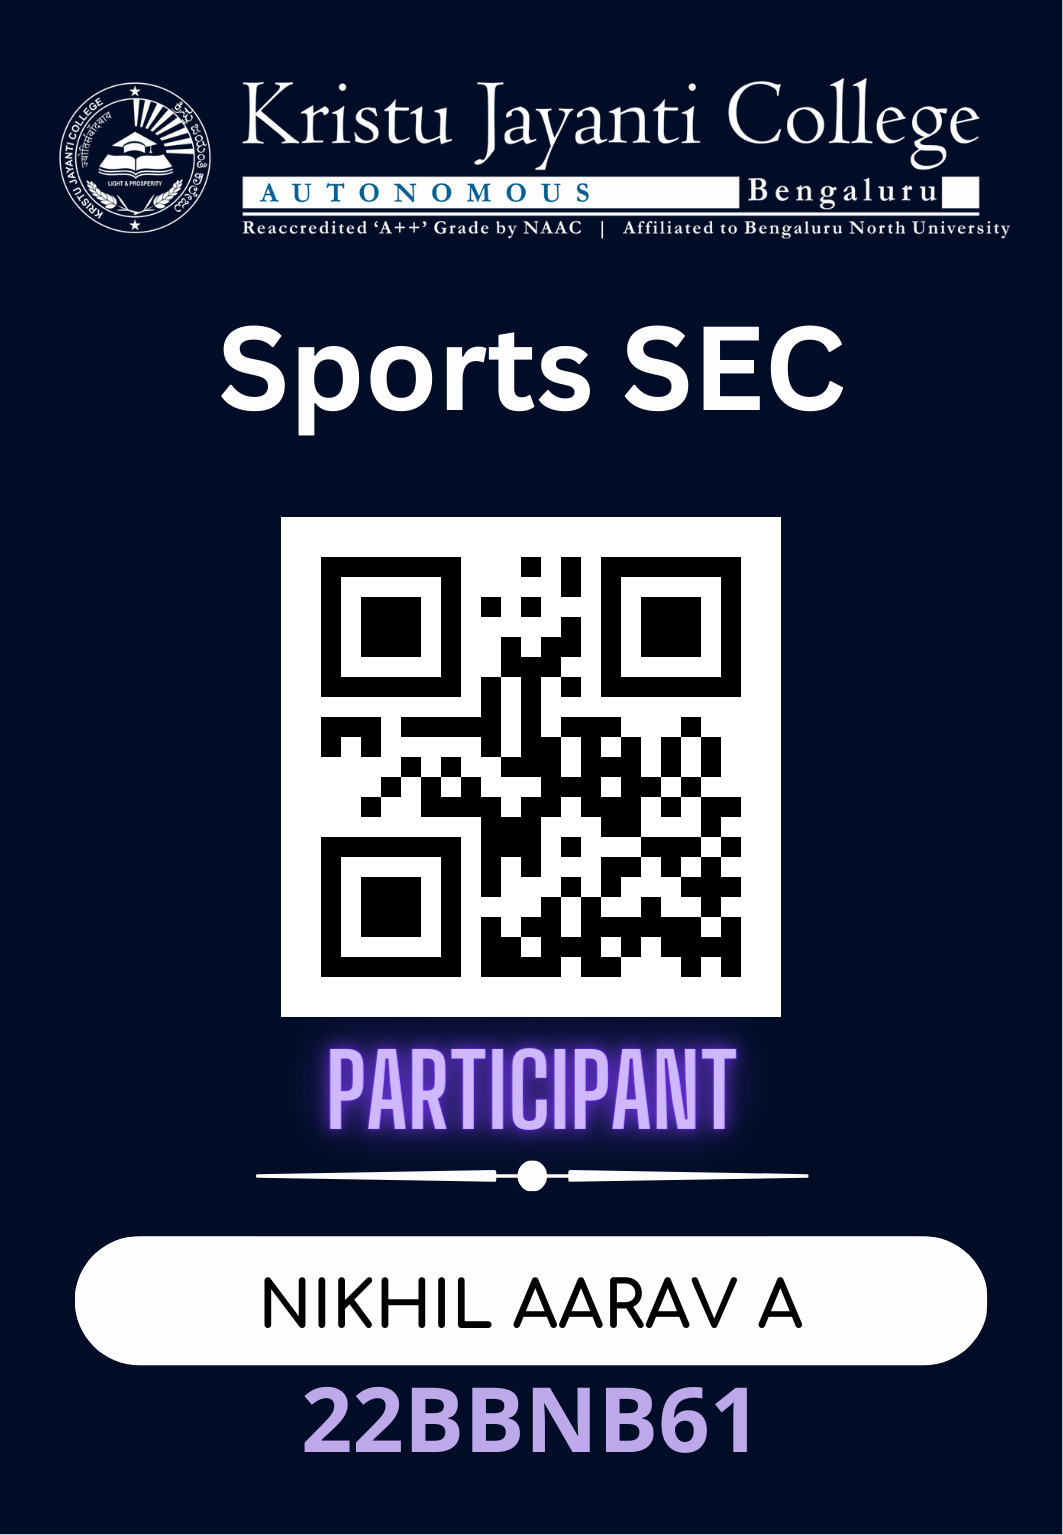 KRISTU JAYANTI COLLEGE
ಕ್ರಿಸ್ತು ಜಯಂತಿ ಕಾಲೇಜು
LIGHT & PROSPERITY
Kristu Jayanti College
AUTONOMOUS Bengaluru
Reaccredited ‘A++’ Grade by NAAC | Affiliated to Bengaluru North University
Sports SEC
PARTICIPANT
NIKHIL AARAV A
22BBNB61